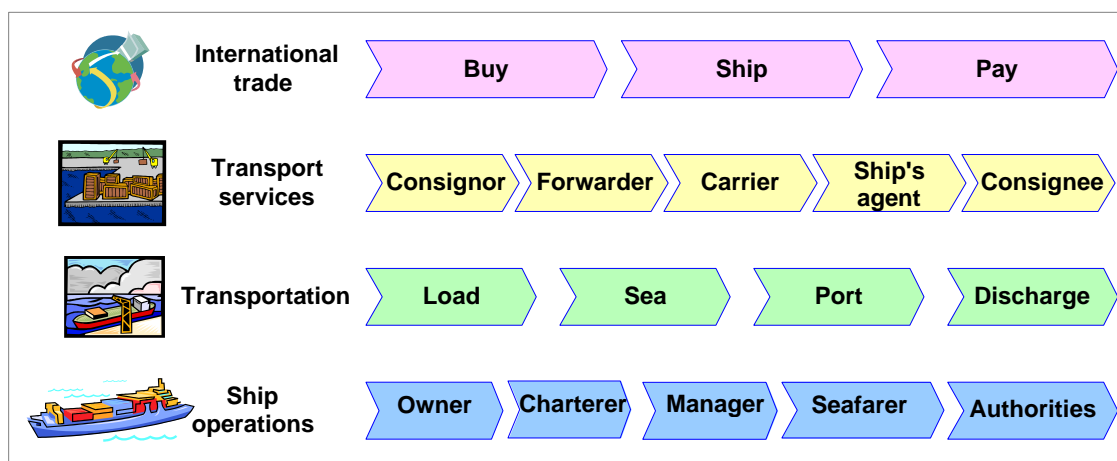 International
trade
Buy
Ship
Pay
Transport
services
Consignor
Forwarder
Carrier
Ship's
agent
Consignee
Transportation
Load
Sea
Port
Discharge
Ship
operations
Owner
Charterer
Manager
Seafarer
Authorities